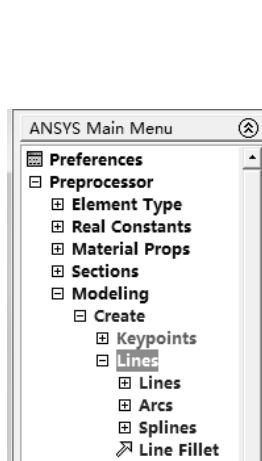 ANSYS Main Menu
Preferences
Preprocessor
Element Type
Real Constants
Material Props
Sections
Modeling
Create
Keypoints
Lines
Lines
Arcs
Splines
Line Fillet